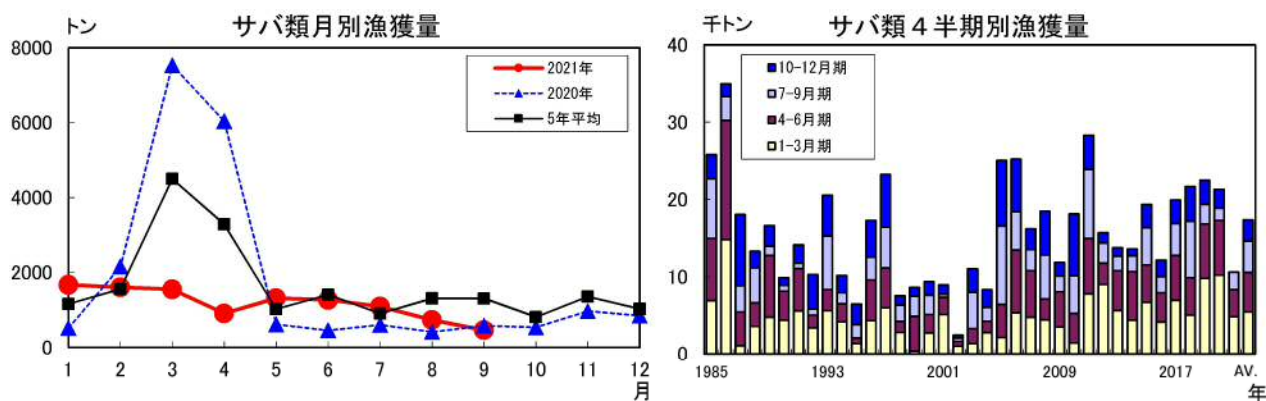 トン
サバ類月別漁獲量
8000
6000
4000
2000
0
2021年
2020年
5年平均
1 2 3 4 5 6 7 8 9 10 11 12
月
千トン
サバ類4半期別漁獲量
40
30
20
10
0
10-12月期
7-9月期
4-6月期
1-3月期
1985 1993 2001 2009 2017 AV.
年